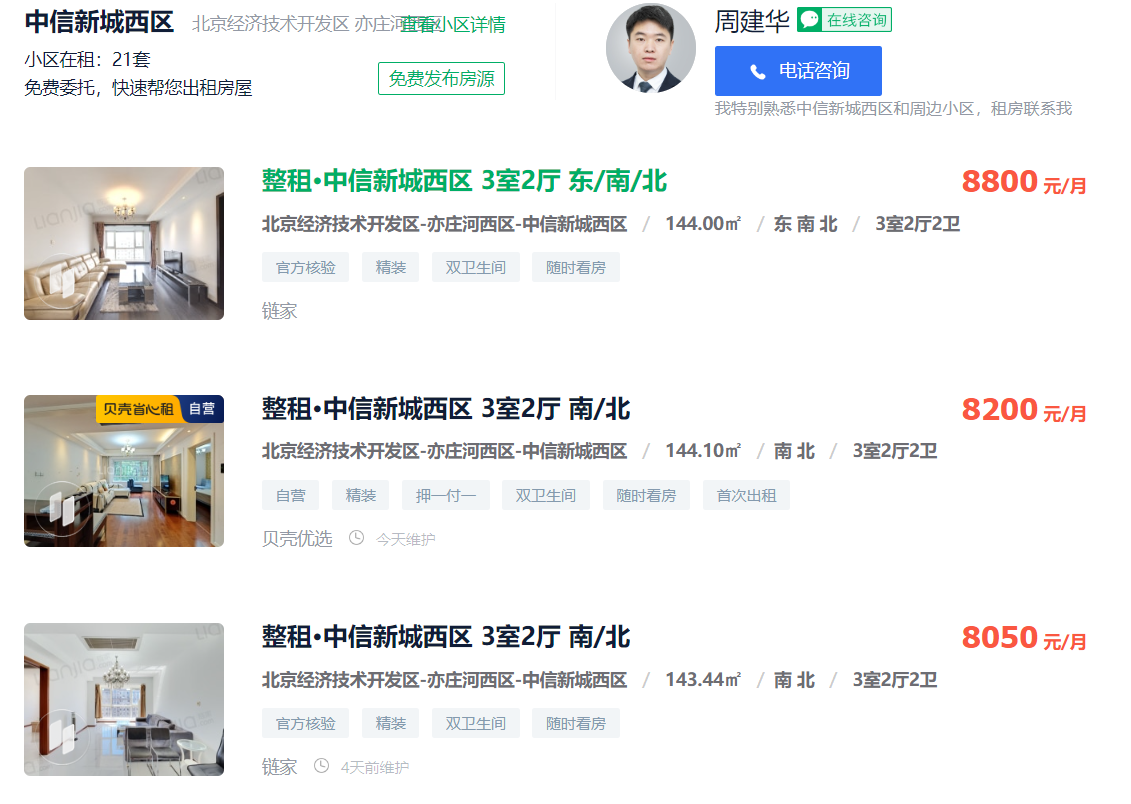 中信新城西区 北京经济技术开发区 亦庄河西区 查看小区详情
小区在租：21套
免费委托，快速帮您出租房屋
免费发布房源
周建华 在线咨询
电话咨询
我特别熟悉中信新城西区和周边小区，租房联系我
lianjia
整租·中信新城西区 3室2厅 东/南/北
8800 元/月
北京经济技术开发区-亦庄河西区-中信新城西区 / 144.00㎡ / 东 南 北 / 3室2厅2卫
官方核验 精装 双卫生间 随时看房
链家
贝壳省心租 自营
整租·中信新城西区 3室2厅 南/北
8200 元/月
北京经济技术开发区-亦庄河西区-中信新城西区 / 144.10㎡ / 南 北 / 3室2厅2卫
自营 精装 押一付一 双卫生间 随时看房 首次出租
贝壳优选 今天维护
整租·中信新城西区 3室2厅 南/北
8050 元/月
北京经济技术开发区-亦庄河西区-中信新城西区 / 143.44㎡ / 南 北 / 3室2厅2卫
官方核验 精装 双卫生间 随时看房
链家 4天前维护